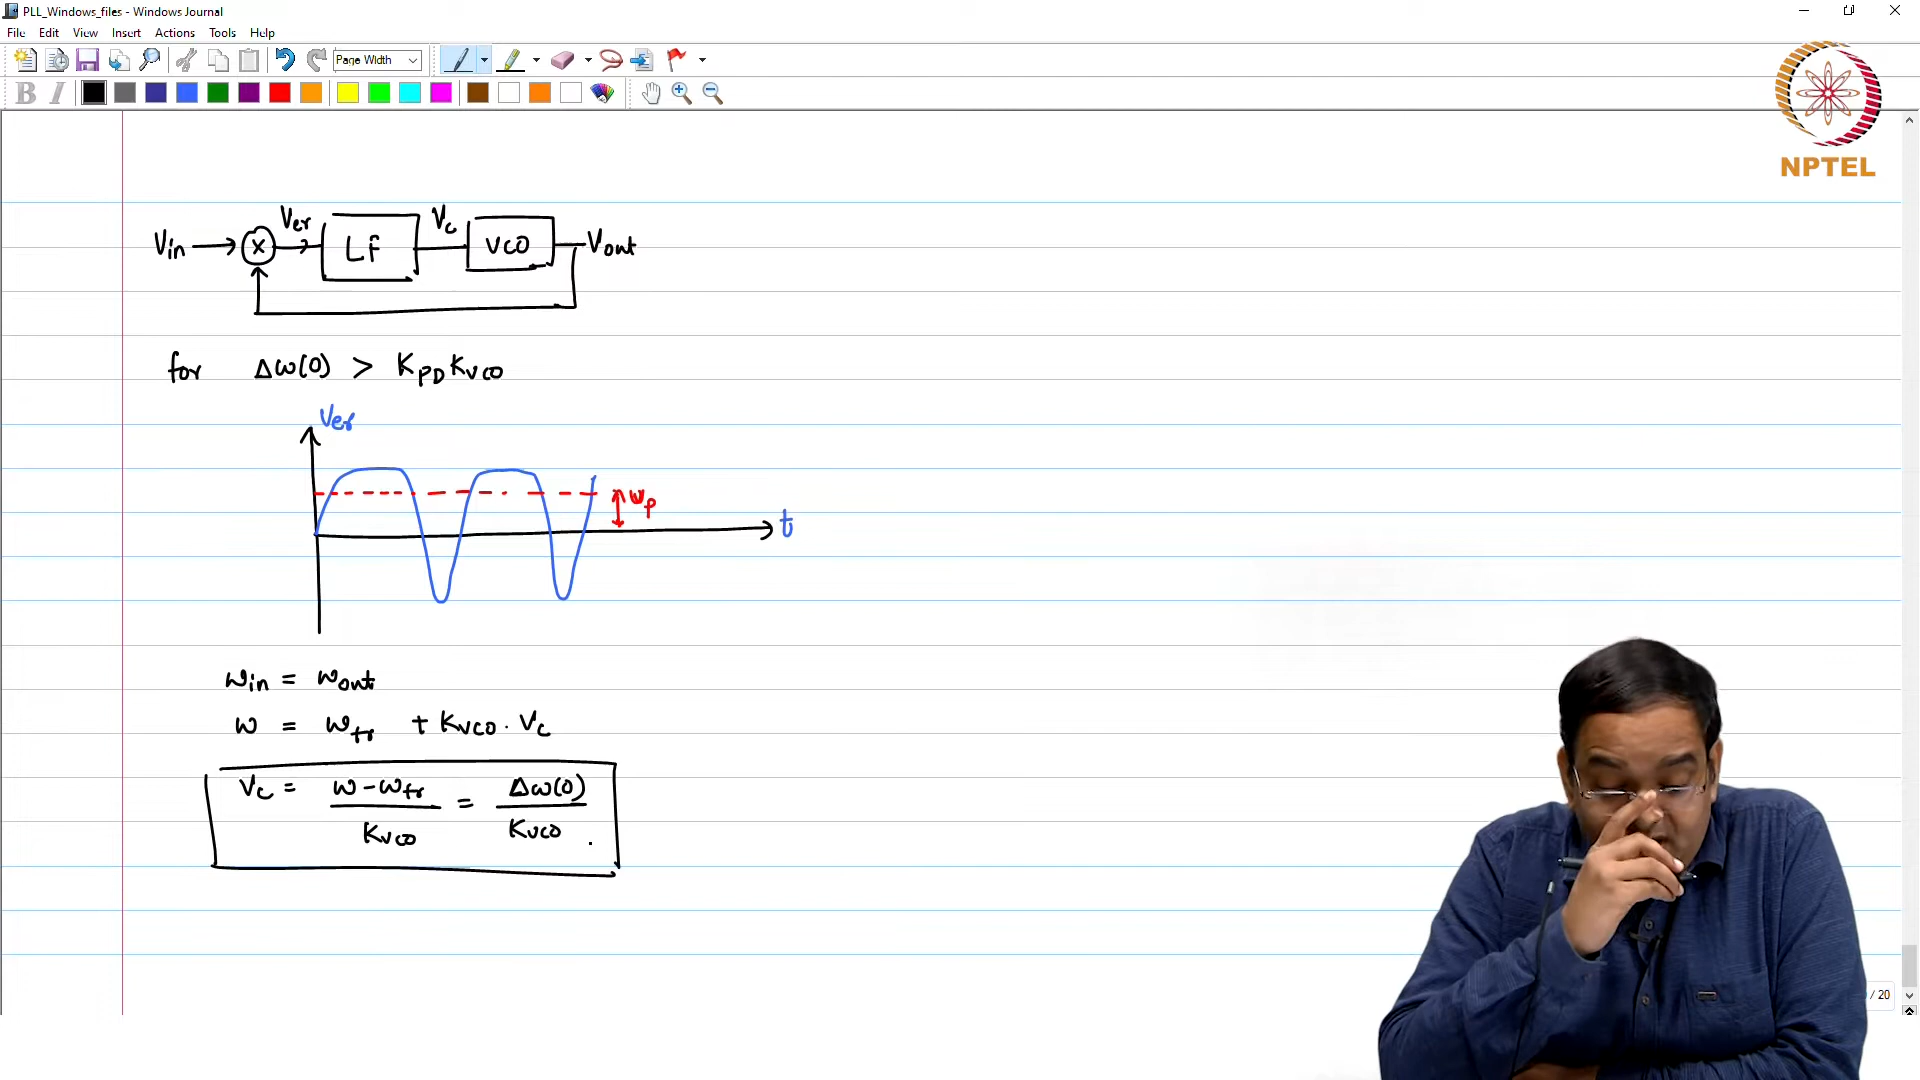 PLL_Windows_files - Windows Journal
File Edit View Insert Actions Tools Help
Page Width
B I
NPTEL
Vin → × Ver LF Vc VCO Vout
for Δω(0) > KPD KVCO
Ver
ωp
t
ωin = ωout
ω = ωfr + KVCO . Vc
Vc = ω-ωfr / KVCO = Δω(0) / KVCO .
/ 20